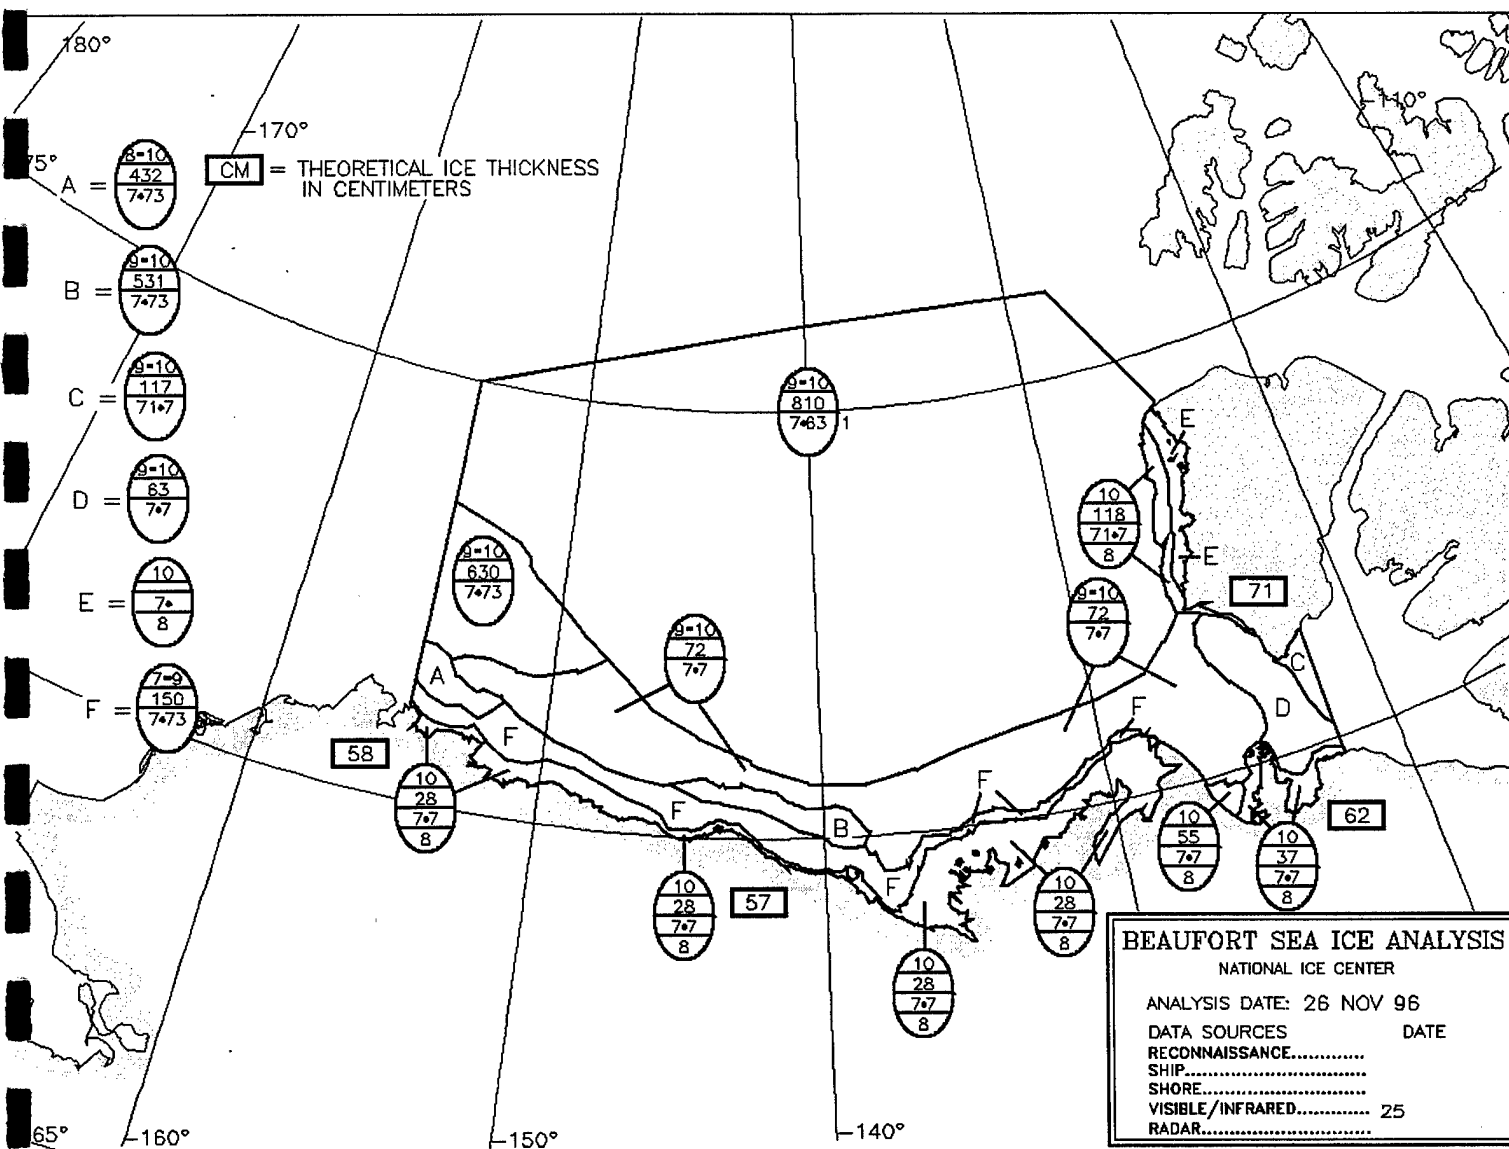 180°
-170°
-110°
75°
A =
8-10
432
7•73
CM = THEORETICAL ICE THICKNESS
IN CENTIMETERS
B =
9-10
531
7•73
C =
9-10
117
71•7
D =
9-10
63
7•7
E =
10
7•
8
F =
7-9
150
7•73
9-10
810
7•63 1
E
10
118
71•7
8
E
9-10
630
7•73
71
9-10
72
7•7
9-10
72
7•7
A
C
D
F
F
58
F
10
28
7•7
8
F
B
62
10
55
7•7
8
10
37
7•7
8
F
10
28
7•7
8
57
10
28
7•7
8
10
28
7•7
8
BEAUFORT SEA ICE ANALYSIS
NATIONAL ICE CENTER
ANALYSIS DATE: 26 NOV 96
DATA SOURCES DATE
RECONNAISSANCE.............
SHIP................................
SHORE.............................
VISIBLE/INFRARED............. 25
RADAR..............................
65°
-160°
-150°
-140°